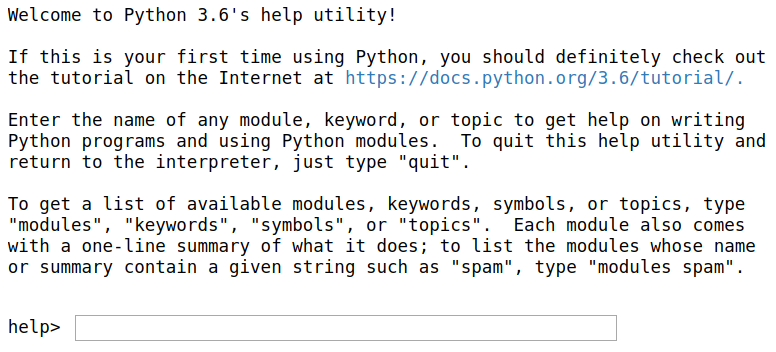 Welcome to Python 3.6's help utility!
If this is your first time using Python, you should definitely check out
the tutorial on the Internet at https://docs.python.org/3.6/tutorial/.
Enter the name of any module, keyword, or topic to get help on writing
Python programs and using Python modules.  To quit this help utility and
return to the interpreter, just type "quit".
To get a list of available modules, keywords, symbols, or topics, type
"modules", "keywords", "symbols", or "topics".  Each module also comes
with a one-line summary of what it does; to list the modules whose name
or summary contain a given string such as "spam", type "modules spam".
help>